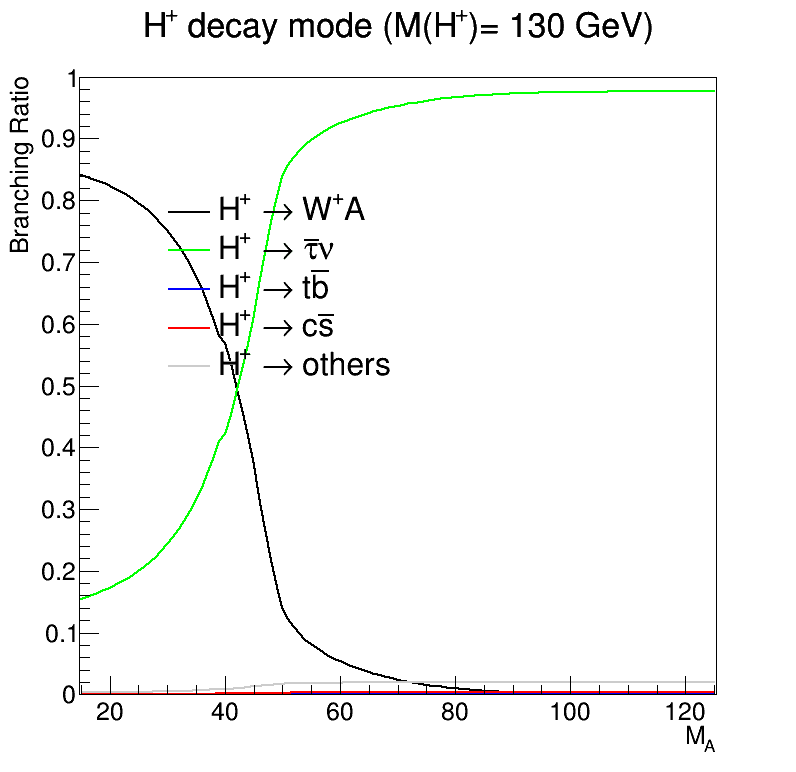 H⁺ decay mode (M(H⁺)= 130 GeV)
Branching Ratio
1
0.9
0.8
0.7
0.6
0.5
0.4
0.3
0.2
0.1
0
H⁺ → W⁺A
H⁺ → τ̄ν
H⁺ → tb̄
H⁺ → cs̄
H⁺ → others
20 40 60 80 100 120
M_A